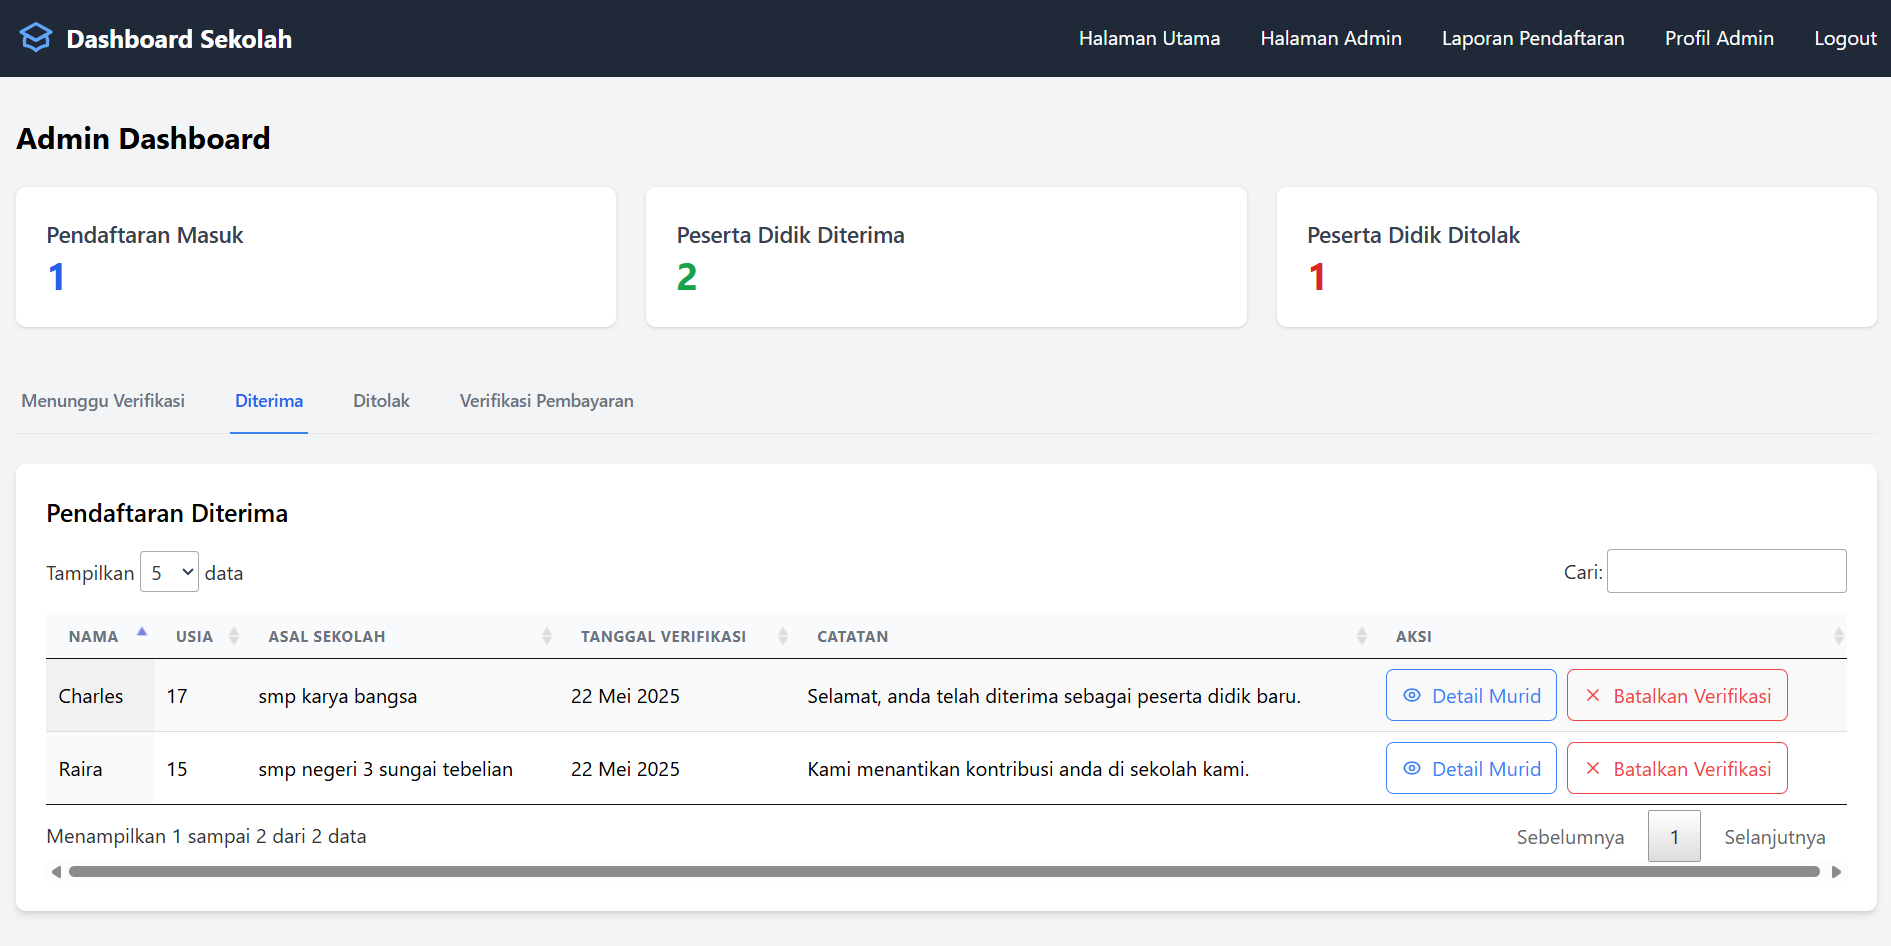 Dashboard Sekolah
Halaman Utama Halaman Admin Laporan Pendaftaran Profil Admin Logout
Admin Dashboard
Pendaftaran Masuk
1
Peserta Didik Diterima
2
Peserta Didik Ditolak
1
Menunggu Verifikasi Diterima Ditolak Verifikasi Pembayaran
Pendaftaran Diterima
Tampilkan 5 data
Cari:
NAMA USIA ASAL SEKOLAH TANGGAL VERIFIKASI CATATAN AKSI
Charles 17 smp karya bangsa 22 Mei 2025 Selamat, anda telah diterima sebagai peserta didik baru. Detail Murid Batalkan Verifikasi
Raira 15 smp negeri 3 sungai tebelian 22 Mei 2025 Kami menantikan kontribusi anda di sekolah kami. Detail Murid Batalkan Verifikasi
Menampilkan 1 sampai 2 dari 2 data
Sebelumnya 1 Selanjutnya